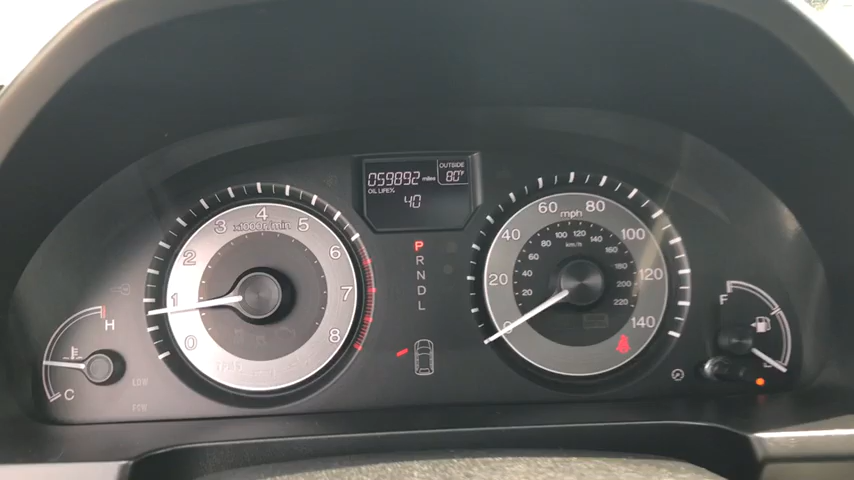 OUTSIDE
059892 miles 80°F
OIL LIFE%
40
0 1 2 3 4 5 6 7 8
x1000r/min
P
R
N
D
L
0 20 40 60 80 100 120 140
mph
20 40 60 80 100 120 140 160 180 200 220
km/h
H
C
LOW
F
E